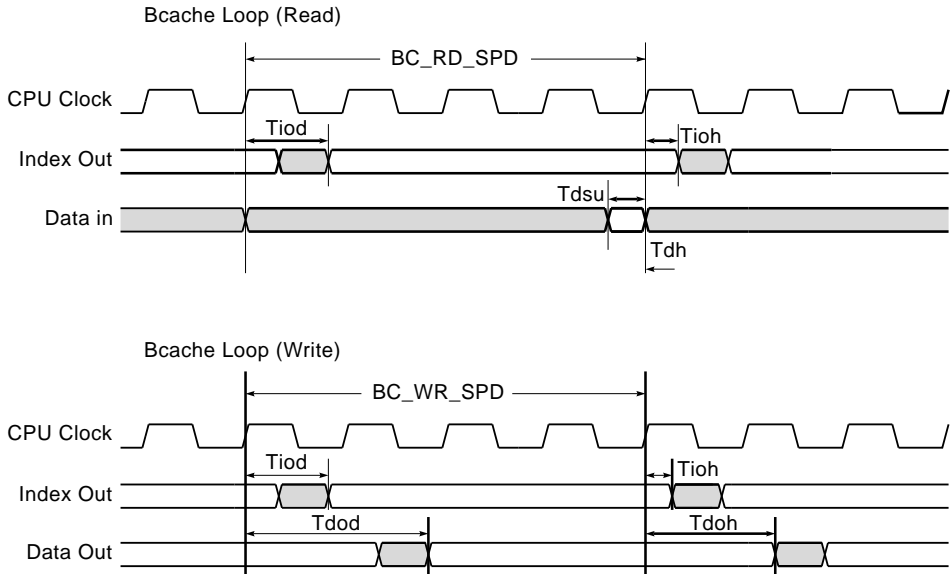 Bcache Loop (Read)
BC_RD_SPD
CPU Clock
Tiod
Tioh
Index Out
Tdsu
Data in
Tdh
Bcache Loop (Write)
BC_WR_SPD
CPU Clock
Tiod
Tioh
Index Out
Tdod
Tdoh
Data Out